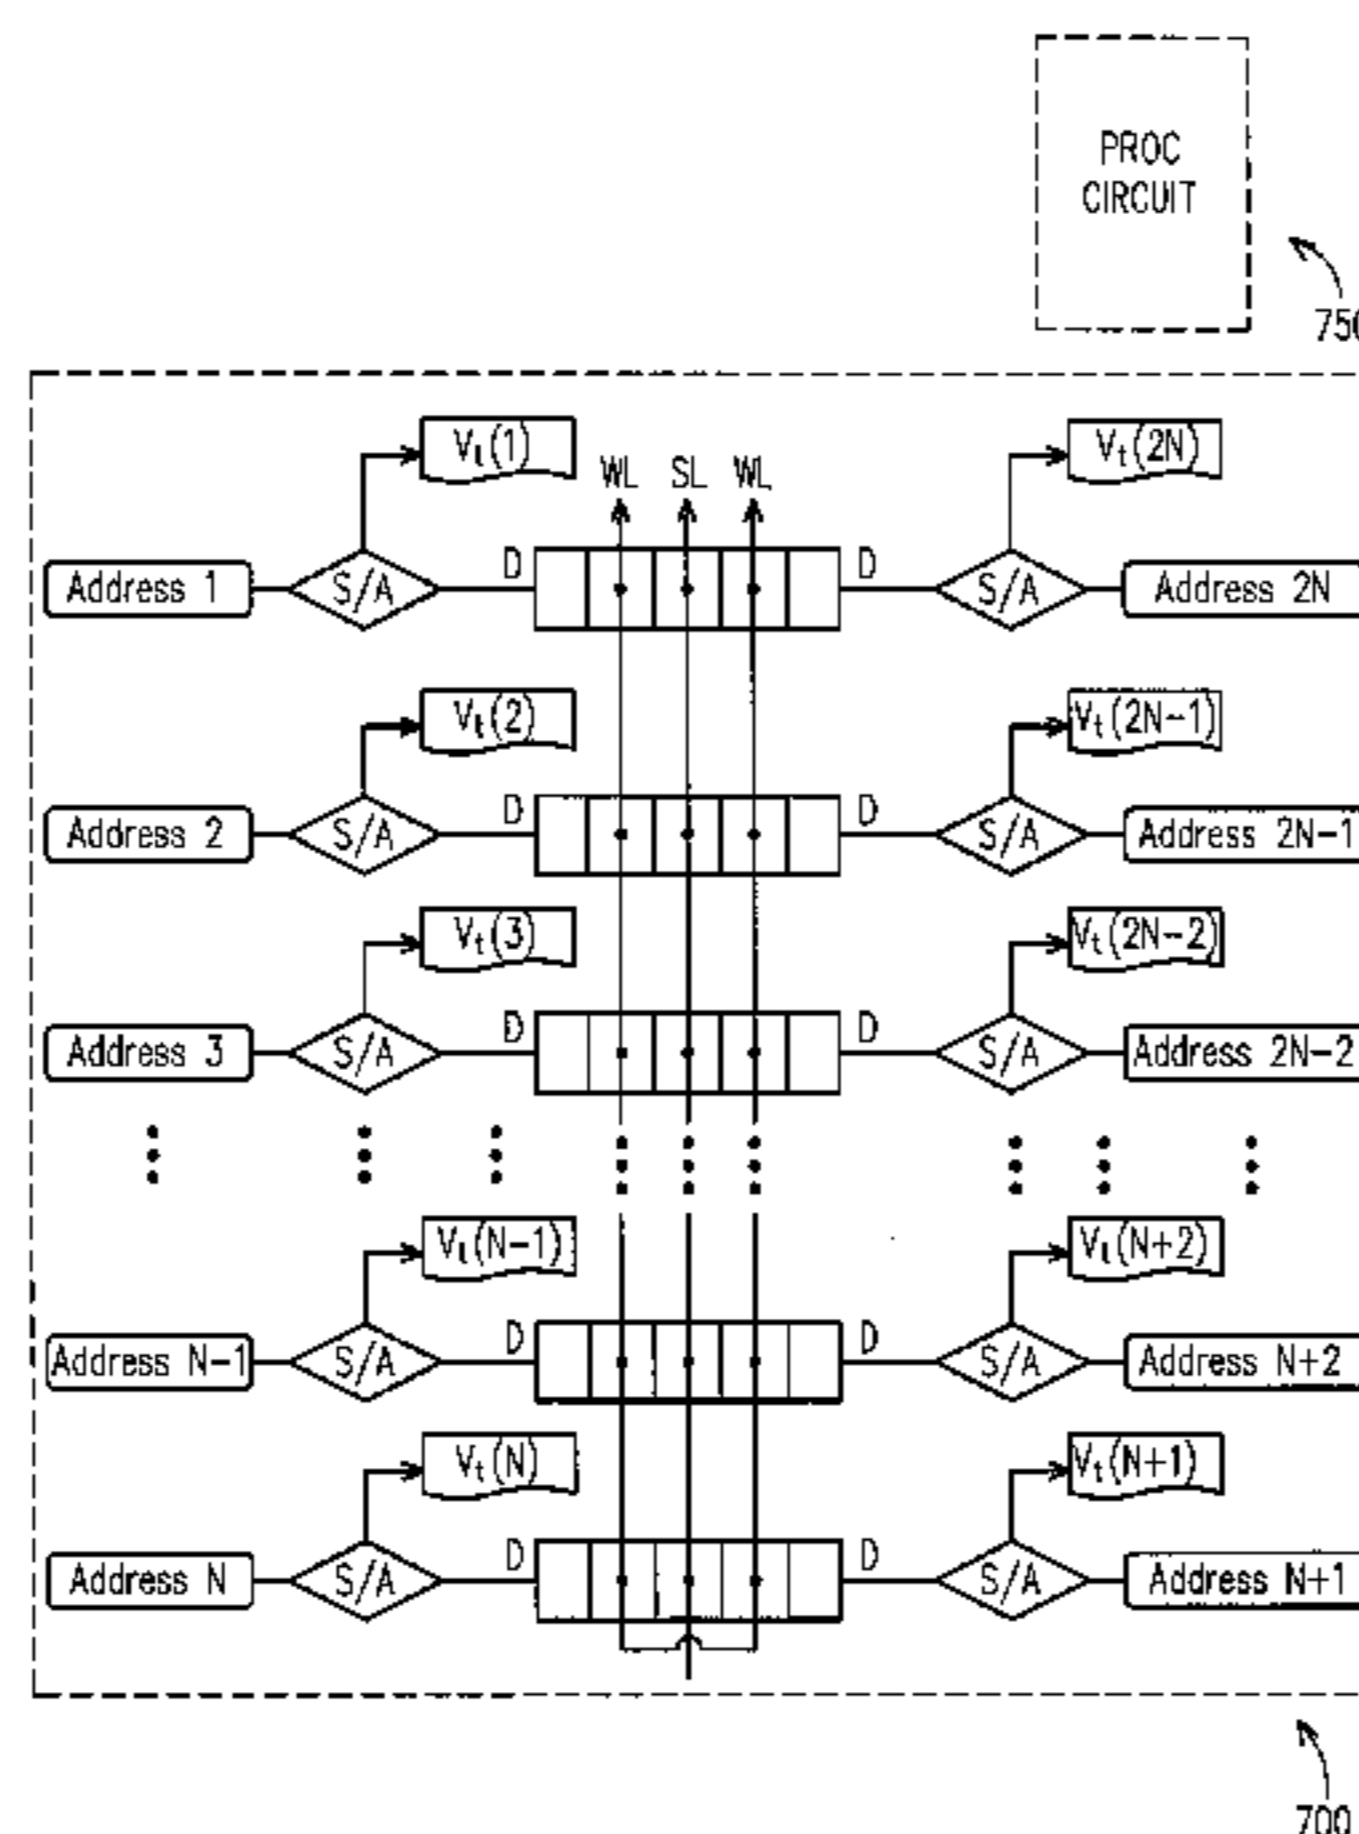 PROC
CIRCUIT
750
Vt(1)
WL SL WL
Vt(2N)
Address 1
S/A
D
D
S/A
Address 2N
Vt(2)
Vt(2N-1)
Address 2
S/A
D
D
S/A
Address 2N-1
Vt(3)
Vt(2N-2)
Address 3
S/A
D
D
S/A
Address 2N-2
Vt(N-1)
Vt(N+2)
Address N-1
S/A
D
D
S/A
Address N+2
Vt(N)
Vt(N+1)
Address N
S/A
D
D
S/A
Address N+1
700